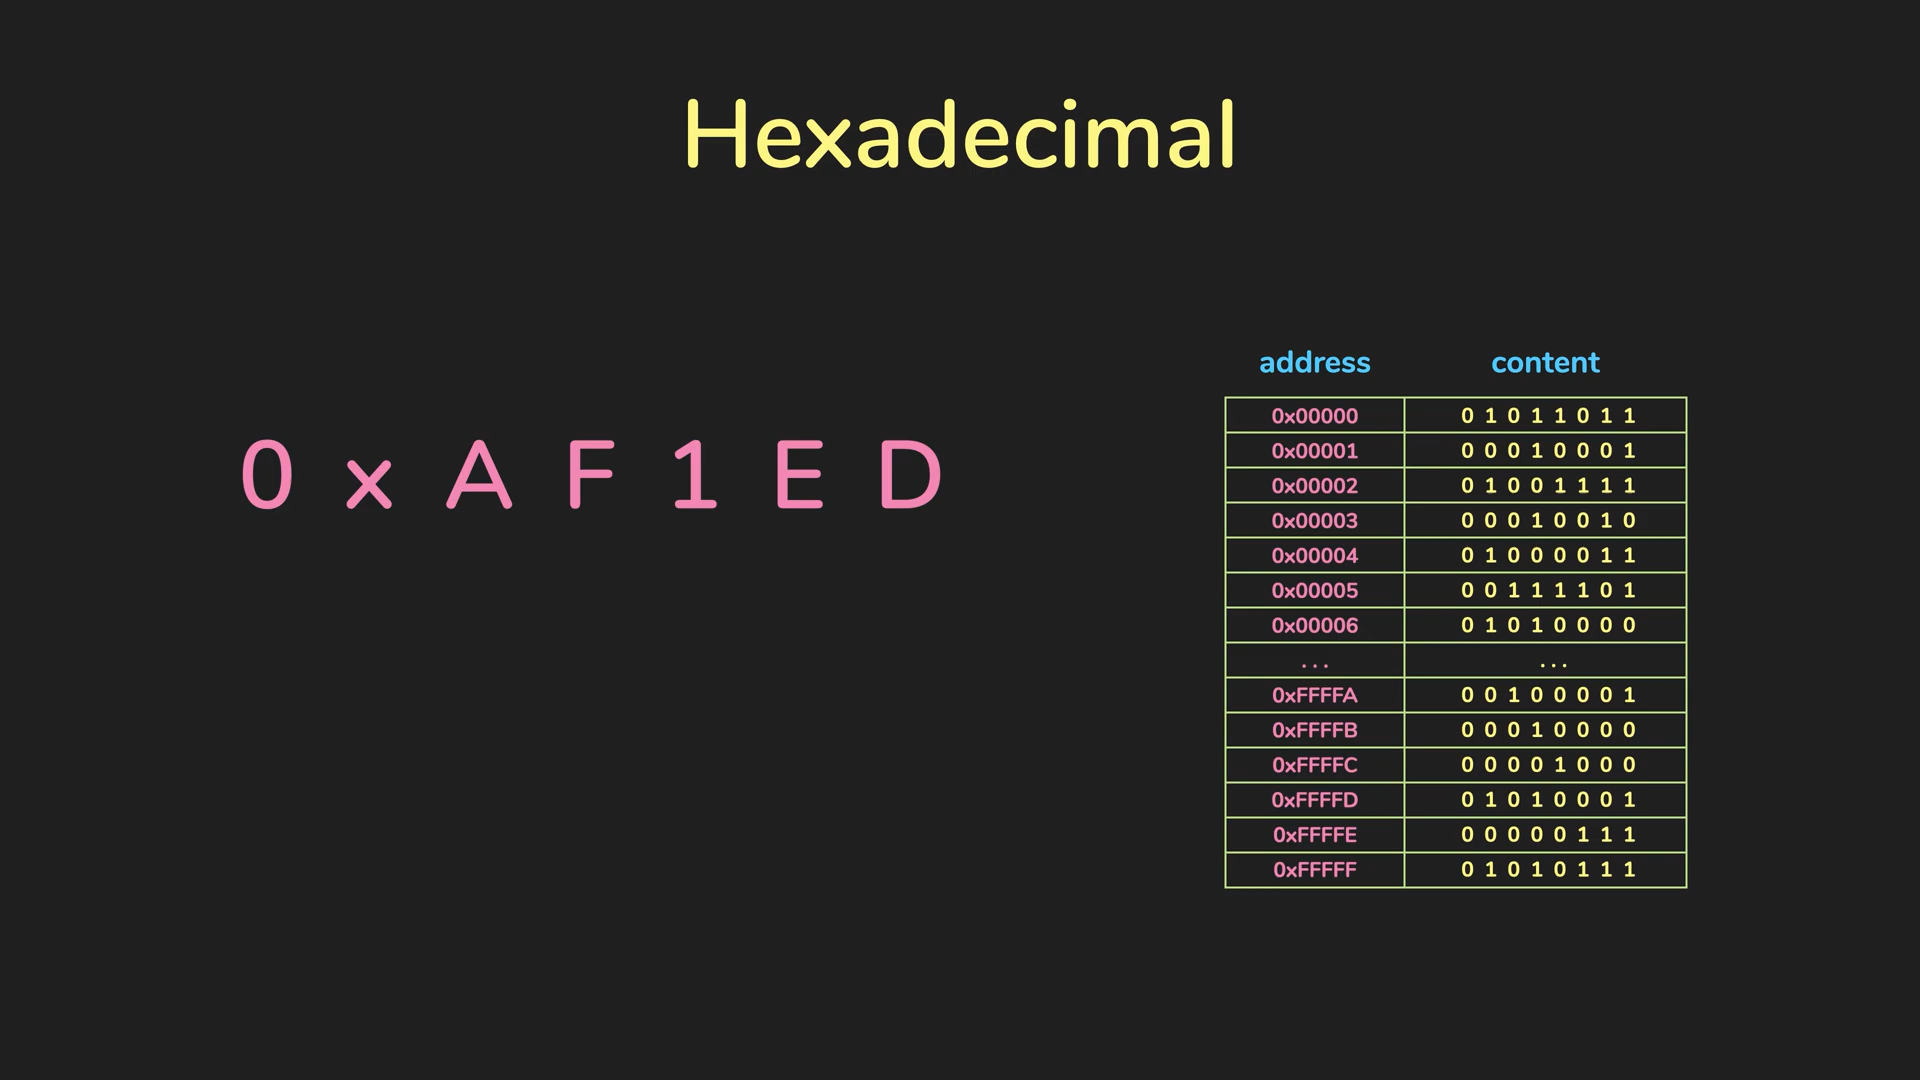 Hexadecimal
0 x A F 1 E D
address content
0x00000 0 1 0 1 1 0 1 1
0x00001 0 0 0 1 0 0 0 1
0x00002 0 1 0 0 1 1 1 1
0x00003 0 0 0 1 0 0 1 0
0x00004 0 1 0 0 0 0 1 1
0x00005 0 0 1 1 1 1 0 1
0x00006 0 1 0 1 0 0 0 0
... ...
0xFFFFA 0 0 1 0 0 0 0 1
0xFFFFB 0 0 0 1 0 0 0 0
0xFFFFC 0 0 0 0 1 0 0 0
0xFFFFD 0 1 0 1 0 0 0 1
0xFFFFE 0 0 0 0 0 1 1 1
0xFFFFF 0 1 0 1 0 1 1 1